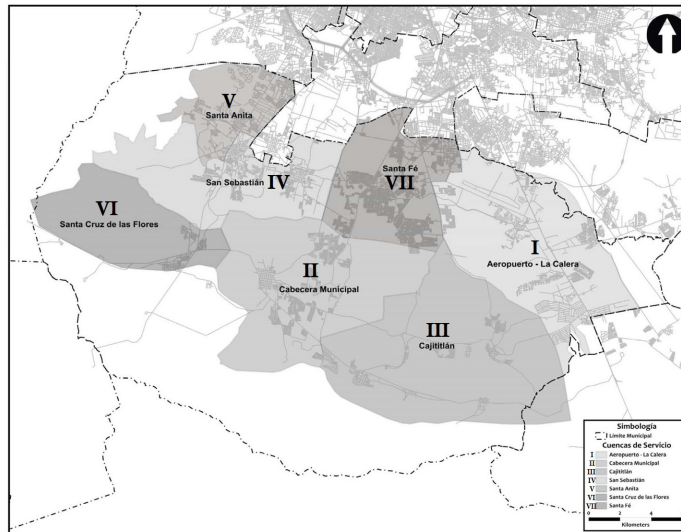 V
Santa Anita
Santa Fé
VII
San Sebastián
IV
VI
Santa Cruz de las Flores
I
Aeropuerto - La Calera
II
Cabecera Municipal
III
Cajititlán
Simbología
Límite Municipal
Cuencas de Servicio
I Aeropuerto - La Calera
II Cabecera Municipal
III Cajititlán
IV San Sebastián
V Santa Anita
VI Santa Cruz de las Flores
VII Santa Fé
0 2 4
Kilometers